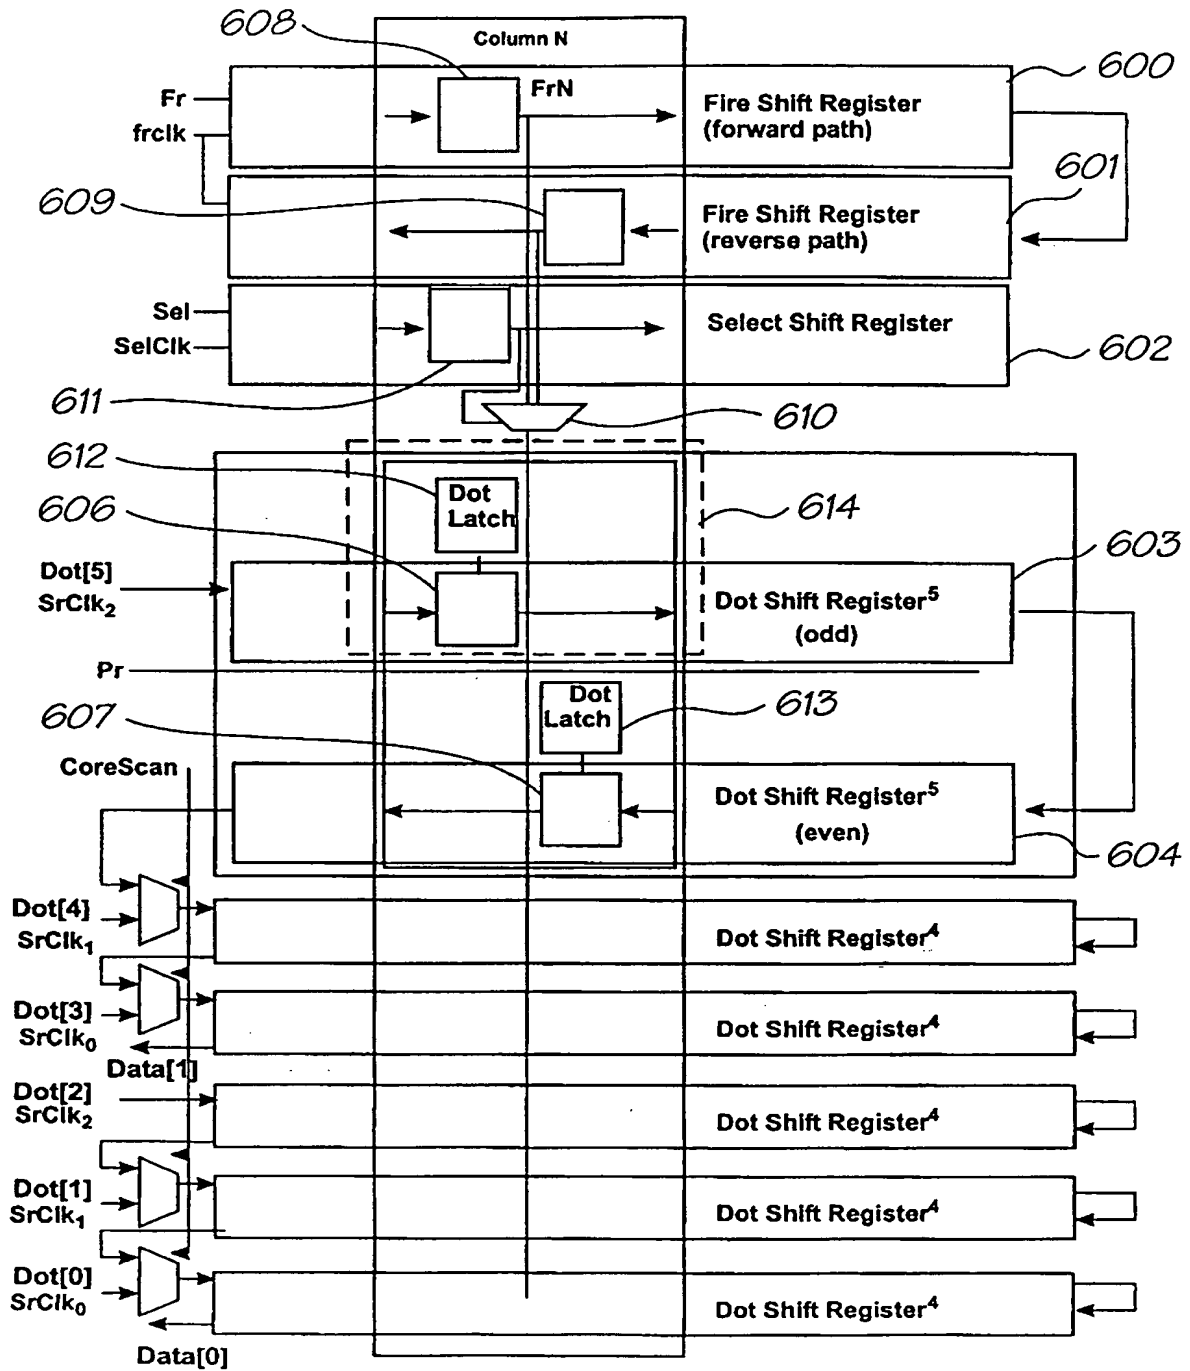 608
Column N
600
Fr
FrN
Fire Shift Register
(forward path)
frclk
601
609
Fire Shift Register
(reverse path)
Sel
Select Shift Register
SelClk
602
611
610
612
Dot
Latch
606
614
603
Dot[5]
SrClk2
Dot Shift Register5
(odd)
Pr
Dot
Latch
613
607
CoreScan
Dot Shift Register5
(even)
604
Dot[4]
SrClk1
Dot Shift Register4
Dot[3]
SrClk0
Dot Shift Register4
Data[1]
Dot[2]
SrClk2
Dot Shift Register4
Dot[1]
SrClk1
Dot Shift Register4
Dot[0]
SrClk0
Dot Shift Register4
Data[0]